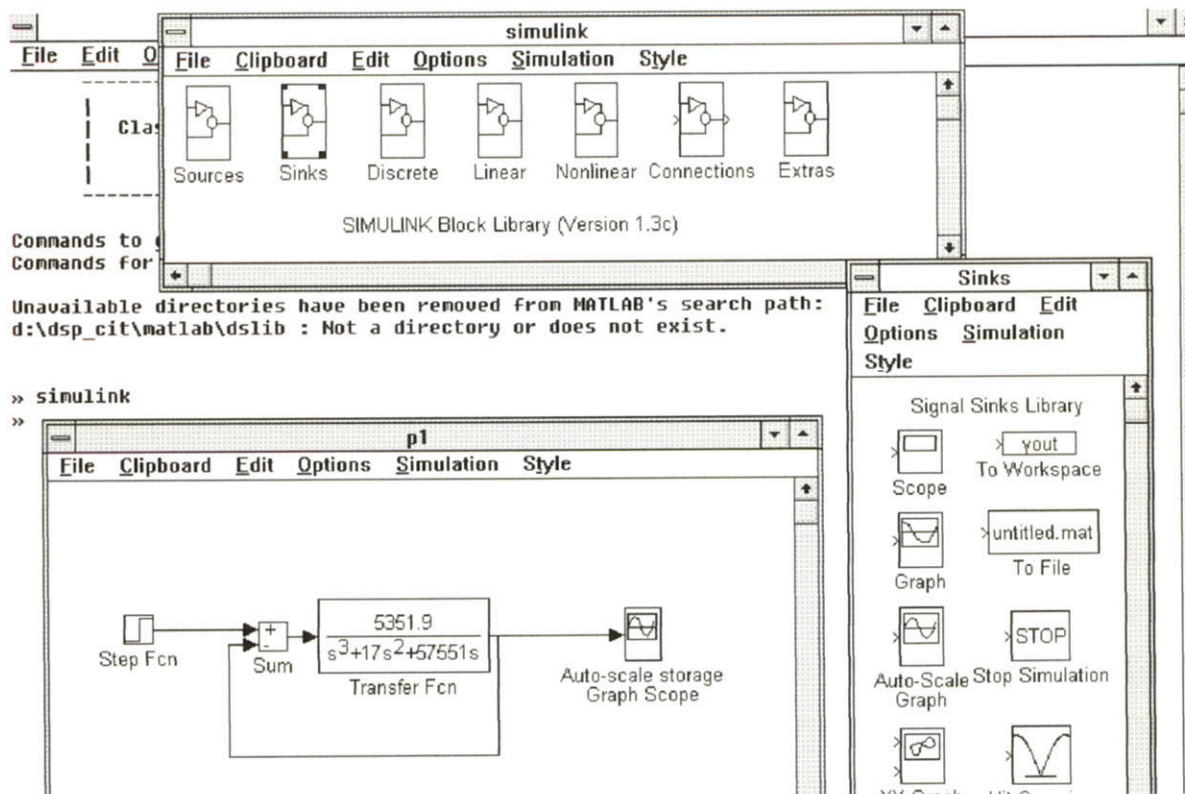 simulink
File Edit O
File Clipboard Edit Options Simulation Style
Clas
Sources Sinks Discrete Linear Nonlinear Connections Extras
SIMULINK Block Library (Version 1.3c)
Commands to
Commands for
Unavailable directories have been removed from MATLAB's search path:
d:\dsp_cit\matlab\dslib : Not a directory or does not exist.
» simulink
»
Sinks
File Clipboard Edit
Options Simulation
Style
Signal Sinks Library
Scope
yout
To Workspace
Graph
untitled.mat
To File
Auto-Scale
Graph
STOP
Stop Simulation
p1
File Clipboard Edit Options Simulation Style
Step Fcn
+
-
Sum
5351.9
s3+17s2+57551s
Transfer Fcn
Auto-scale storage
Graph Scope